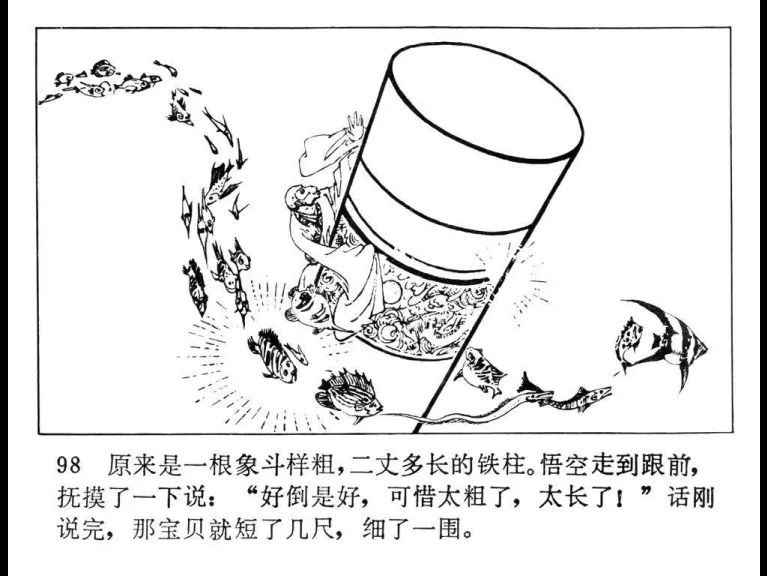 98 原来是一根象斗样粗，二丈多长的铁柱。悟空走到跟前，
抚摸了一下说：“好倒是好，可惜太粗了，太长了！”话刚
说完，那宝贝就短了几尺，细了一围。